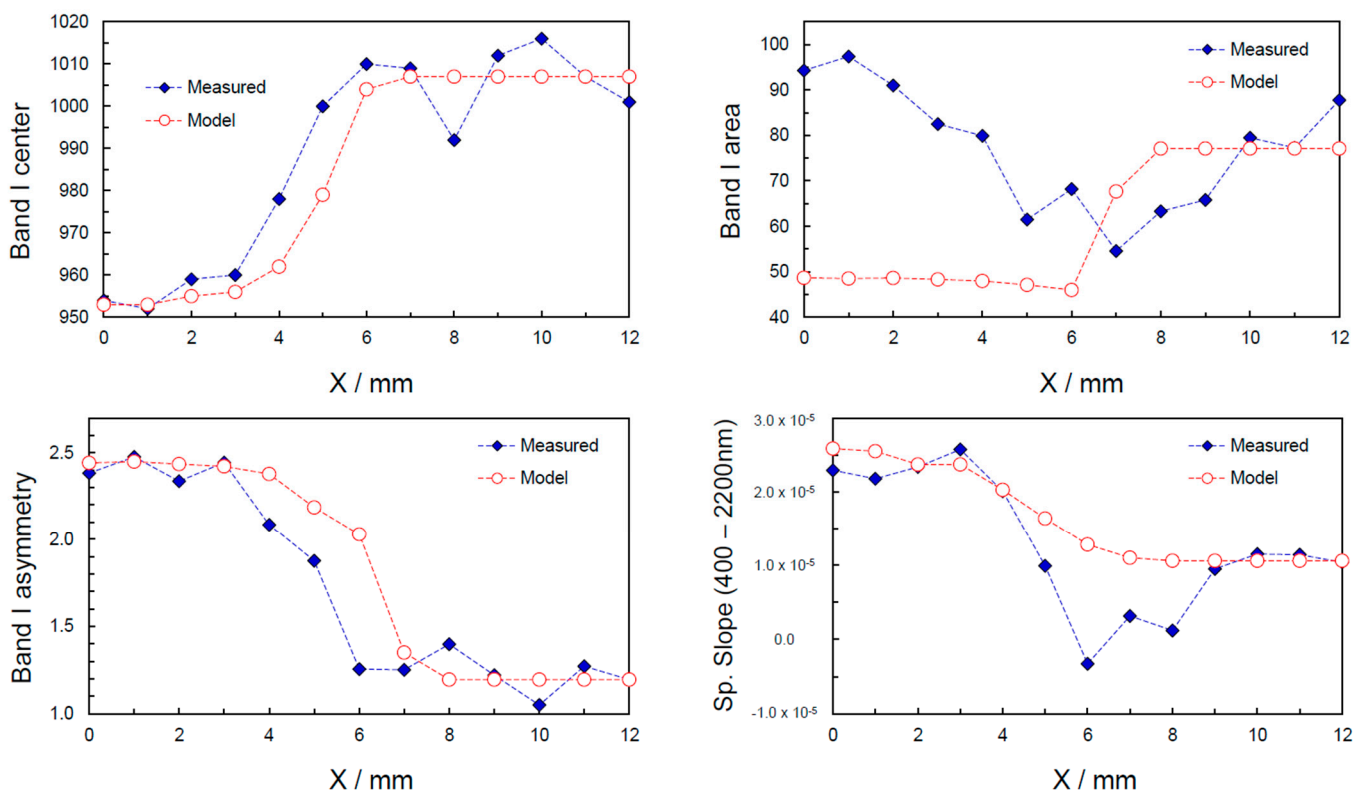 Band I center
1020
1010
1000
990
980
970
960
950
Measured
Model
0
2
4
6
8
10
12
X / mm
Band I area
100
90
80
70
60
50
40
Measured
Model
0
2
4
6
8
10
12
X / mm
Band I asymmetry
2.5
2.0
1.5
1.0
Measured
Model
0
2
4
6
8
10
12
X / mm
Sp. Slope (400 – 2200nm)
3.0 x 10-5
2.0 x 10-5
1.0 x 10-5
0.0
-1.0 x 10-5
Measured
Model
0
2
4
6
8
10
12
X / mm